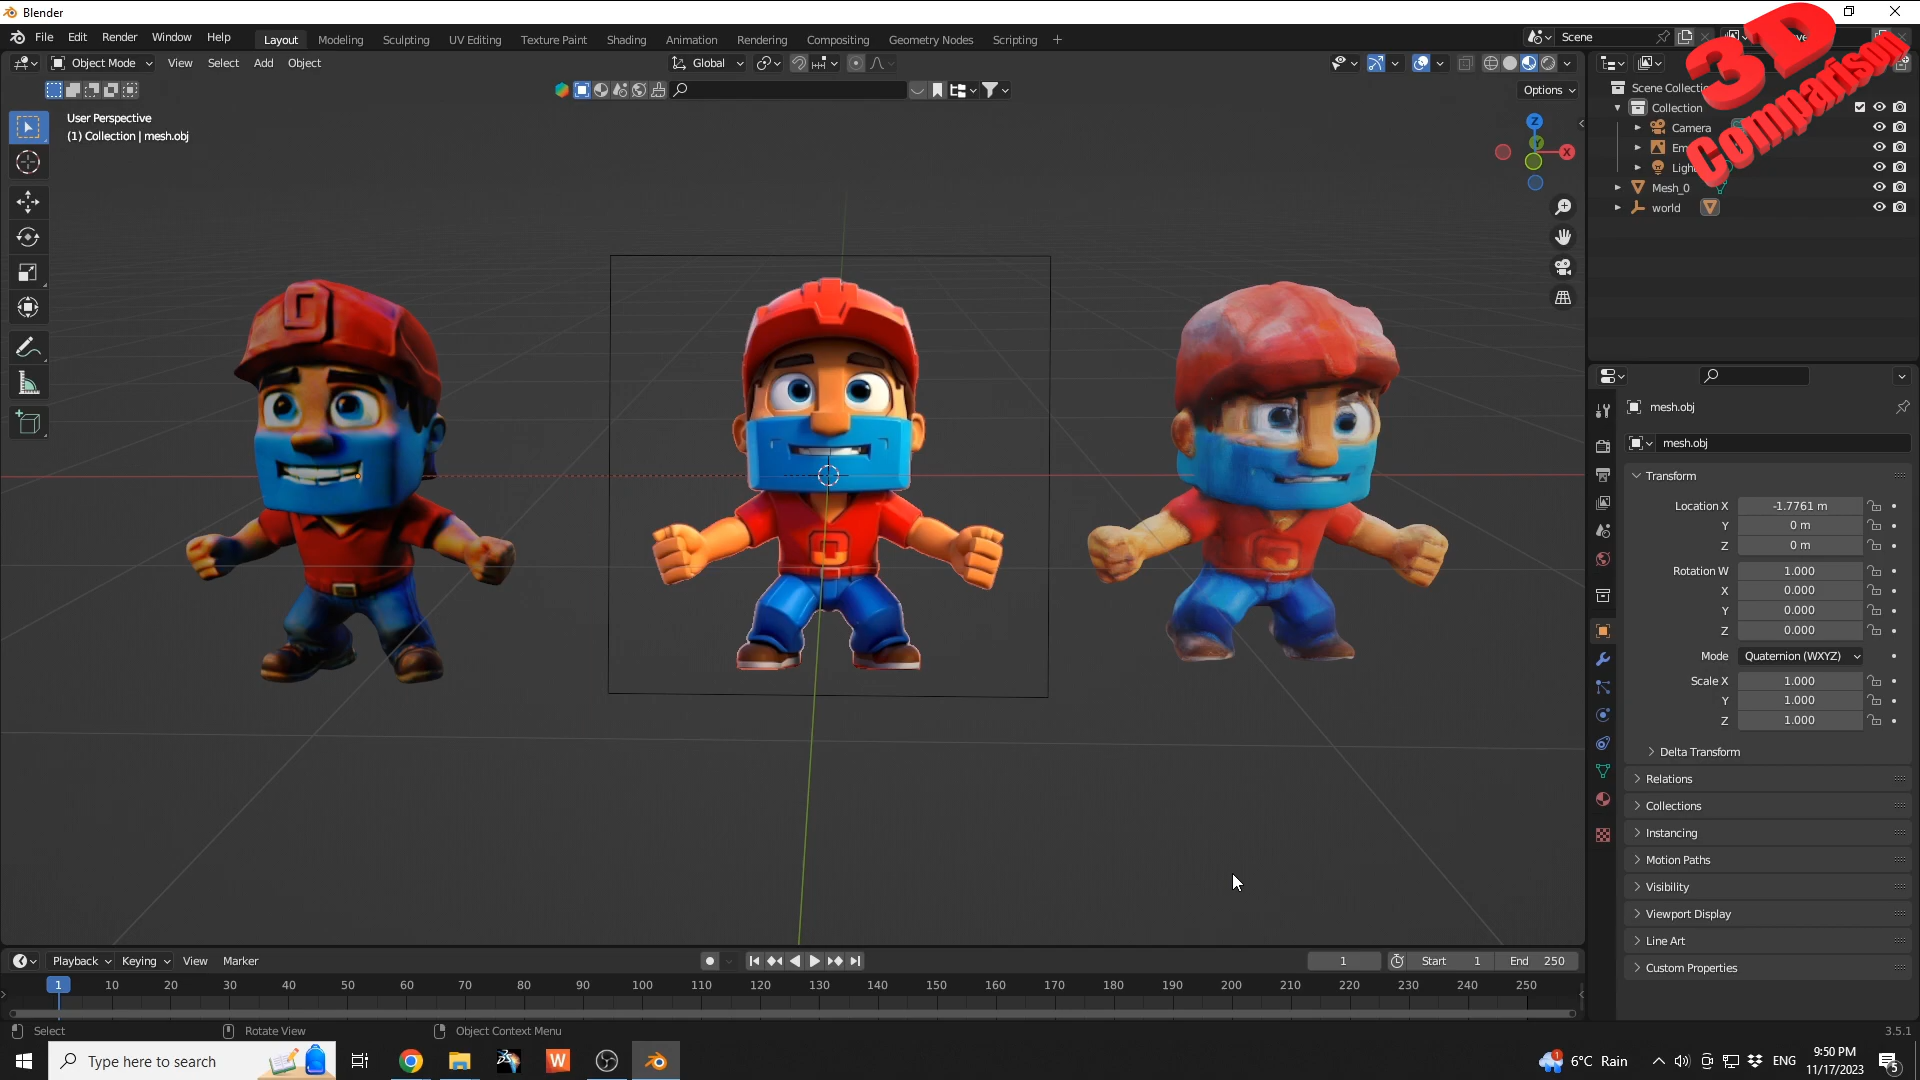 Blender
File Edit Render Window Help Layout Modeling Sculpting UV Editing Texture Paint Shading Animation Rendering Compositing Geometry Nodes Scripting + Scene
Object Mode View Select Add Object Global
Options
User Perspective
(1) Collection | mesh.obj
Z
Y
X
3D
Comparison
Scene Collection
Collection
Camera
Em
Light
Mesh_0
world
mesh.obj
mesh.obj
Transform
Location X -1.7761 m
Y 0 m
Z 0 m
Rotation W 1.000
X 0.000
Y 0.000
Z 0.000
Mode Quaternion (WXYZ)
Scale X 1.000
Y 1.000
Z 1.000
Delta Transform
Relations
Collections
Instancing
Motion Paths
Visibility
Viewport Display
Line Art
Custom Properties
Playback Keying View Marker 1 Start 1 End 250
1 10 20 30 40 50 60 70 80 90 100 110 120 130 140 150 160 170 180 190 200 210 220 230 240 250
Select Rotate View Object Context Menu 3.5.1
Type here to search 6°C Rain ENG 9:50 PM
11/17/2023 5